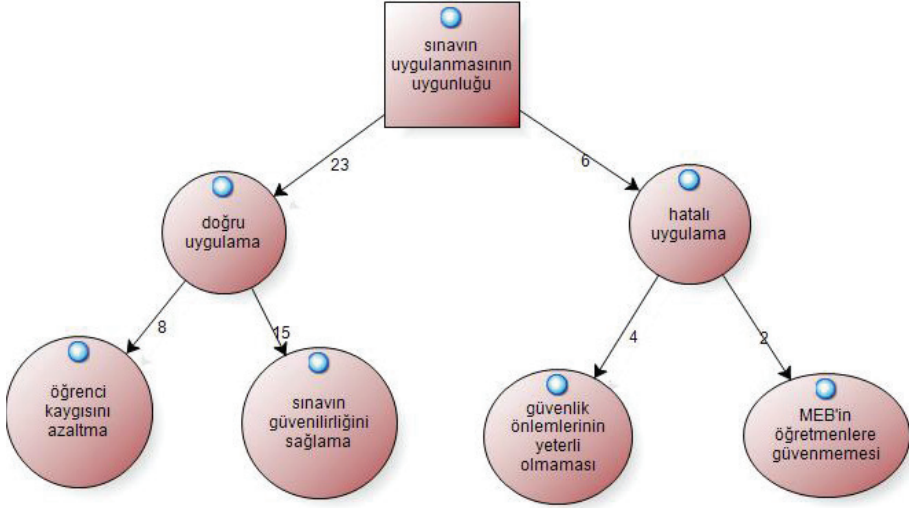 sınavın
uygulanmasının
uygunluğu
23
6
doğru
uygulama
hatalı
uygulama
8
15
4
2
öğrenci
kaygısını
azaltma
sınavın
güvenilirliğini
sağlama
güvenlik
önlemlerinin
yeterli
olmaması
MEB'in
öğretmenlere
güvenmemesi